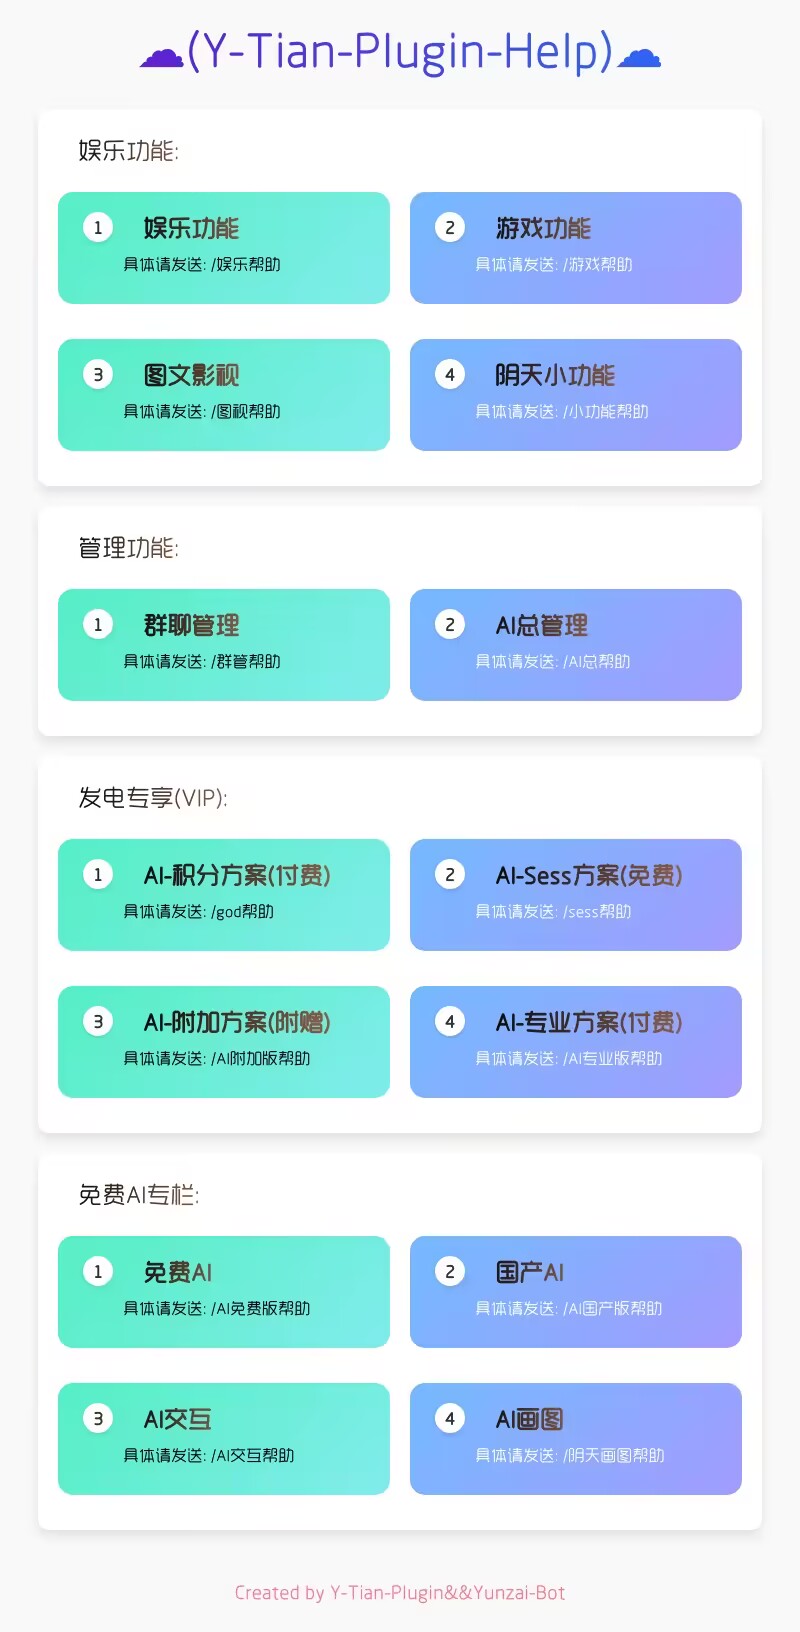 ☁(Y-Tian-Plugin-Help)☁
娱乐功能:
1 娱乐功能
具体请发送: /娱乐帮助
2 游戏功能
具体请发送: /游戏帮助
3 图文影视
具体请发送: /图视帮助
4 阴天小功能
具体请发送: /小功能帮助
管理功能:
1 群聊管理
具体请发送: /群管帮助
2 AI总管理
具体请发送: /AI总帮助
发电专享(VIP):
1 AI-积分方案(付费)
具体请发送: /god帮助
2 AI-Sess方案(免费)
具体请发送: /sess帮助
3 AI-附加方案(附赠)
具体请发送: /AI附加版帮助
4 AI-专业方案(付费)
具体请发送: /AI专业版帮助
免费AI专栏:
1 免费AI
具体请发送: /AI免费版帮助
2 国产AI
具体请发送: /AI国产版帮助
3 AI交互
具体请发送: /AI交互帮助
4 AI画图
具体请发送: /阴天画图帮助
Created by Y-Tian-Plugin&&Yunzai-Bot